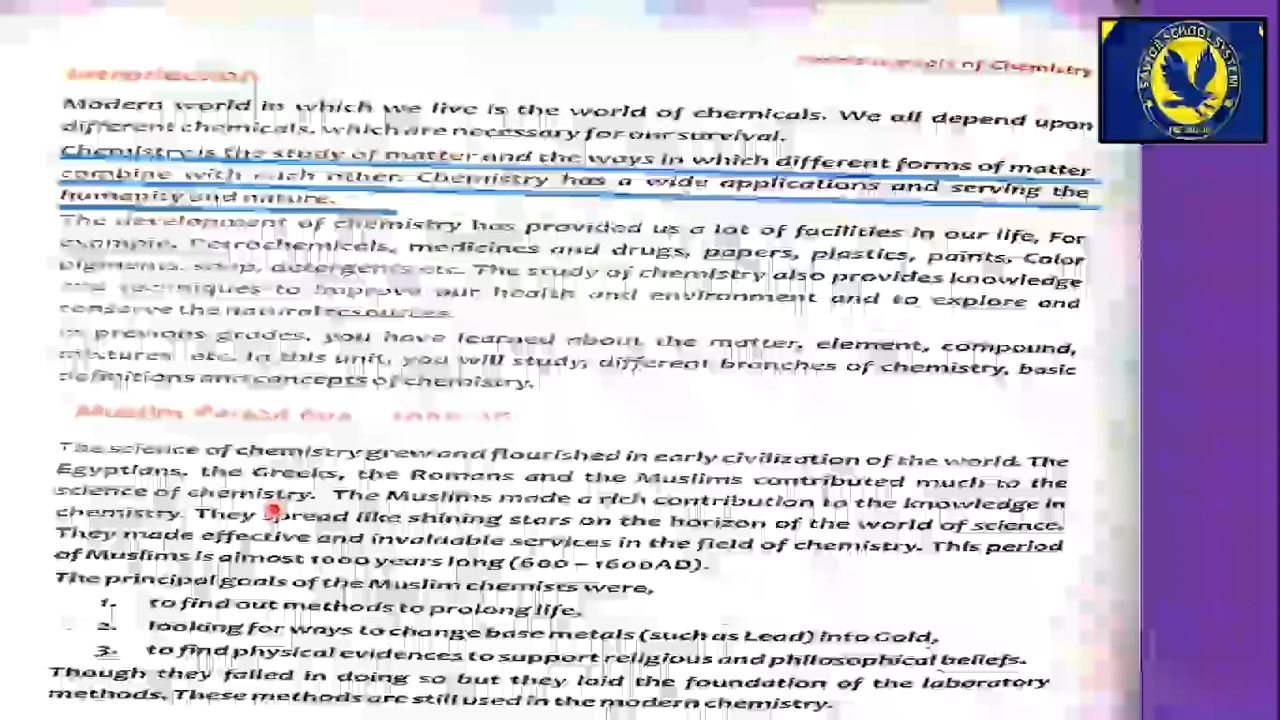 Introduction
of Chemistry
SAVIOR SCHOOL SYSTEM
Modern world in which we live is the world of chemicals. We all depend upon
different chemicals, which are necessary for our survival.
Chemistry is the study of matter and the ways in which different forms of matter
combine with each other. Chemistry has a wide applications and serving the
humanity and nature.
The development of chemistry has provided us a lot of facilities in our life, For
example, Petrochemicals, medicines and drugs, papers, plastics, paints, Color
pigments, soap, detergents etc. The study of chemistry also provides knowledge
and techniques to improve our health and environment and to explore and
conserve the natural resources.
In previous grades, you have learned about the matter, element, compound,
mixtures etc. In this unit, you will study, different branches of chemistry, basic
definitions and concepts of chemistry.
Muslim Period
The science of chemistry grew and flourished in early civilization of the world. The
Egyptians, the Greeks, the Romans and the Muslims contributed much to the
science of chemistry. The Muslims made a rich contribution to the knowledge in
chemistry. They spread like shining stars on the horizon of the world of science.
They made effective and invaluable services in the field of chemistry. This period
of Muslims is almost 1000 years long (600 – 1600AD).
The principal goals of the Muslim chemists were,
1. to find out methods to prolong life,
2. looking for ways to change base metals (such as Lead) into Gold,
3. to find physical evidences to support religious and philosophical beliefs.
Though they failed in doing so but they laid the foundation of the laboratory
methods. These methods are still used in the modern chemistry.